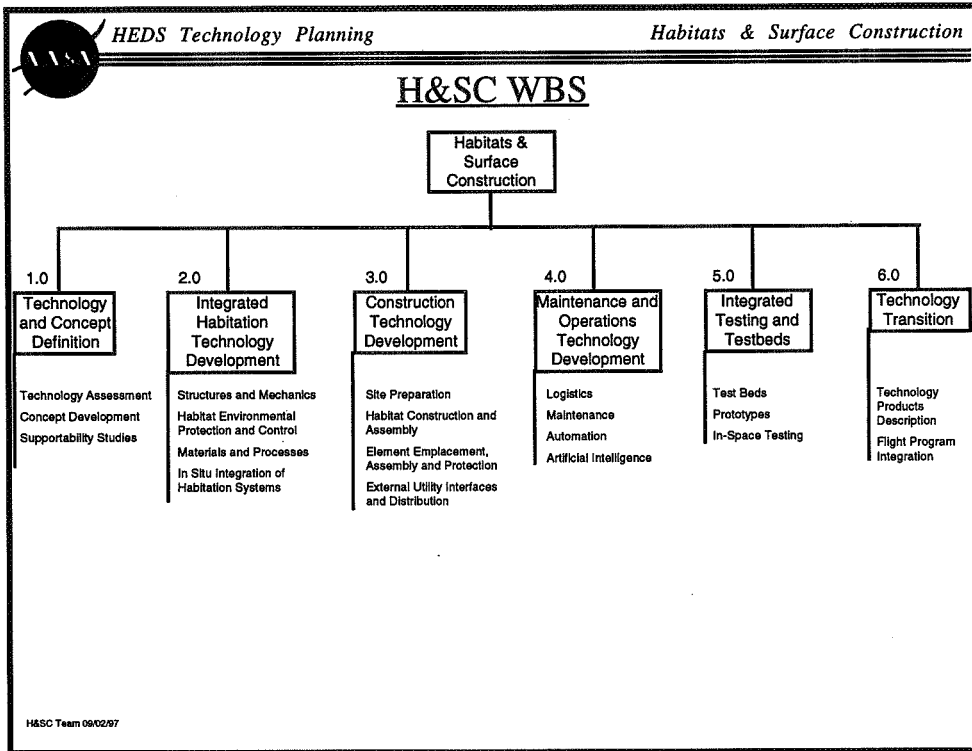 HEDS Technology Planning
Habitats & Surface Construction
NASA
H&SC WBS
Habitats &
Surface
Construction
1.0
Technology
and Concept
Definition
Technology Assessment
Concept Development
Supportability Studies
2.0
Integrated
Habitation
Technology
Development
Structures and Mechanics
Habitat Environmental
Protection and Control
Materials and Processes
In Situ Integration of
Habitation Systems
3.0
Construction
Technology
Development
Site Preparation
Habitat Construction and
Assembly
Element Emplacement,
Assembly and Protection
External Utility Interfaces
and Distribution
4.0
Maintenance and
Operations
Technology
Development
Logistics
Maintenance
Automation
Artificial Intelligence
5.0
Integrated
Testing and
Testbeds
Test Beds
Prototypes
In-Space Testing
6.0
Technology
Transition
Technology
Products
Description
Flight Program
Integration
H&SC Team 09/02/97